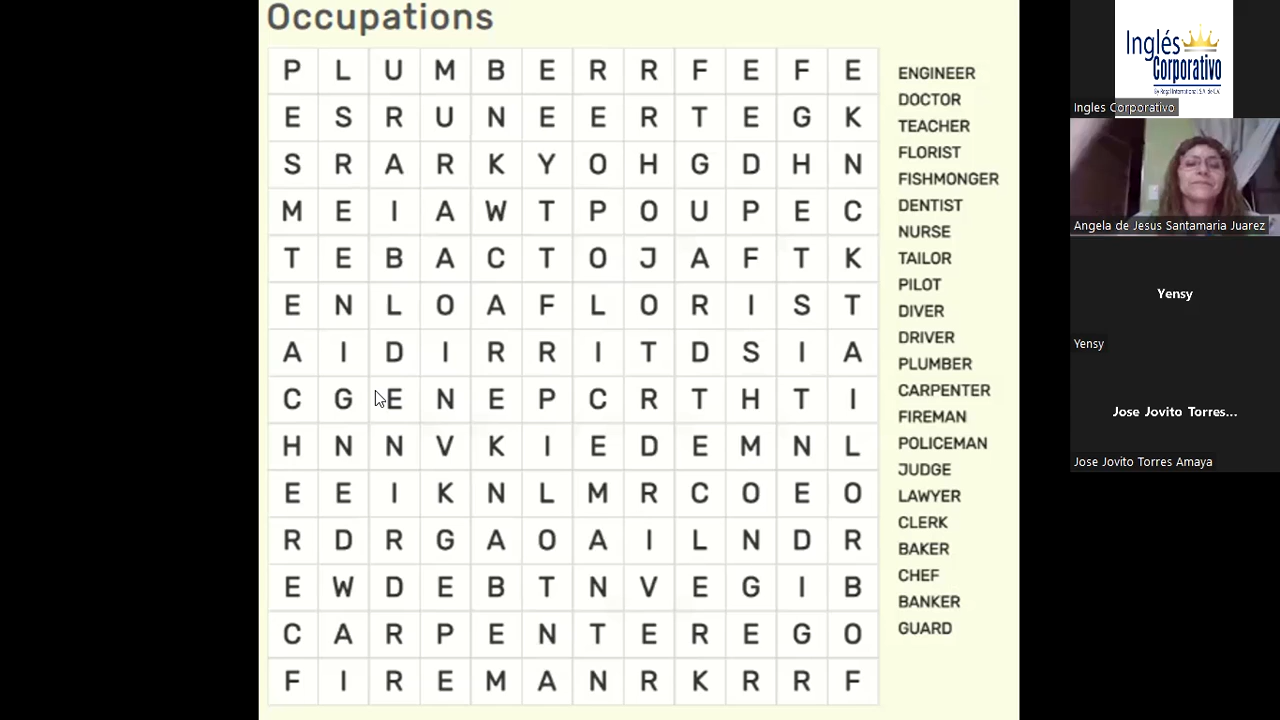 Occupations
P L U M B E R R F E F E
E S R U N E E R T E G K
S R A R K Y O H G D H N
M E I A W T P O U P E C
T E B A C T O J A F T K
E N L O A F L O R I S T
A I D I R R I T D S I A
C G E N E P C R T H T I
H N N V K I E D E M N L
E E I K N L M R C O E O
R D R G A O A I L N D R
E W D E B T N V E G I B
C A R P E N T E R E G O
F I R E M A N R K R R F
ENGINEER
DOCTOR
TEACHER
FLORIST
FISHMONGER
DENTIST
NURSE
TAILOR
PILOT
DIVER
DRIVER
PLUMBER
CARPENTER
FIREMAN
POLICEMAN
JUDGE
LAWYER
CLERK
BAKER
CHEF
BANKER
GUARD
Inglés
Corporativo
Ingles Corporativo
Angela de Jesus Santamaria Juarez
Yensy
Yensy
Jose Jovito Torres...
Jose Jovito Torres Amaya